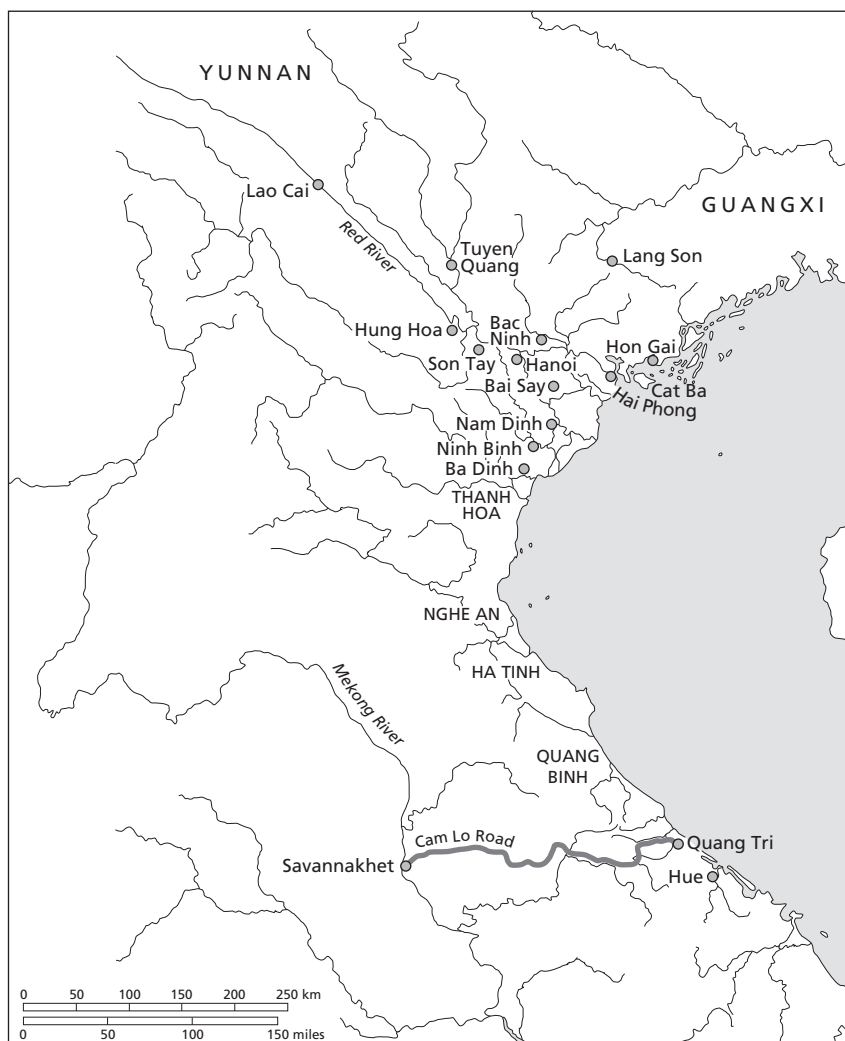 YUNNAN
Lao Cai
GUANGXI
Red River
Tuyen
Quang
Lang Son
Hung Hoa
Bac
Ninh
Hon Gai
Son Tay
Hanoi
Bai Say
Cat Ba
Hai Phong
Nam Dinh
Ninh Binh
Ba Dinh
THANH
HOA
NGHE AN
HA TINH
Mekong River
QUANG
BINH
Cam Lo Road
Quang Tri
Savannakhet
Hue
0 50 100 150 200 250 km
0 50 100 150 miles